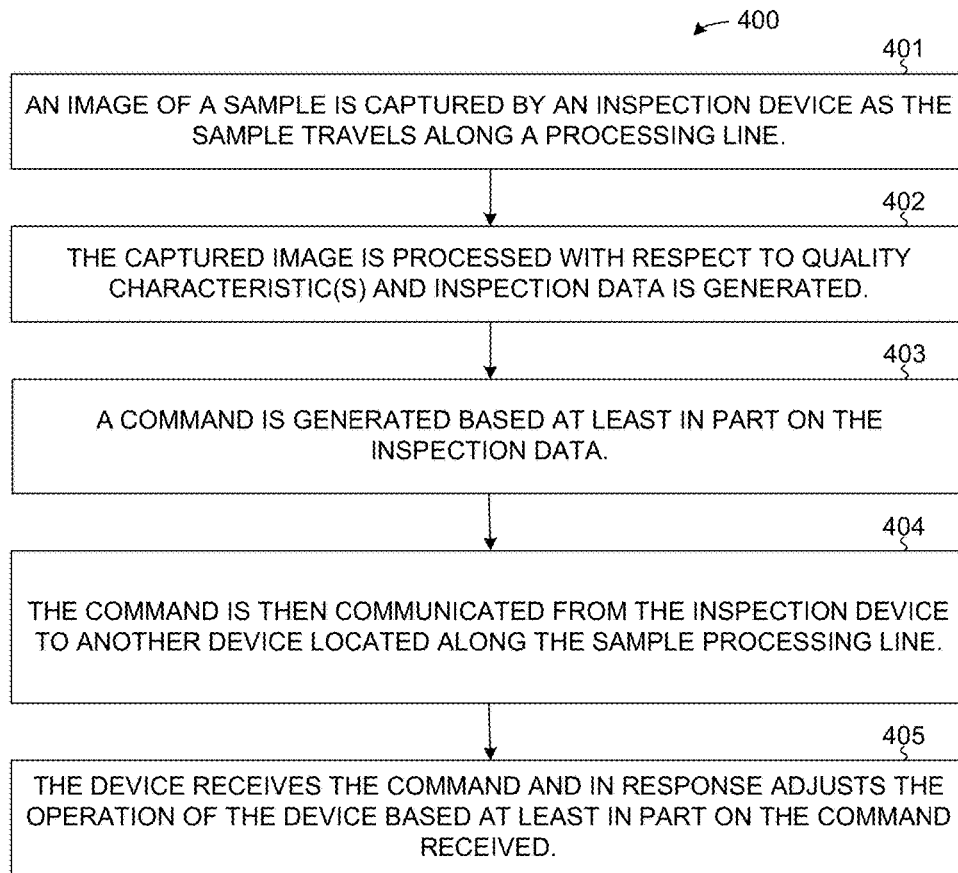 400
401
AN IMAGE OF A SAMPLE IS CAPTURED BY AN INSPECTION DEVICE AS THE
SAMPLE TRAVELS ALONG A PROCESSING LINE.
402
THE CAPTURED IMAGE IS PROCESSED WITH RESPECT TO QUALITY
CHARACTERISTIC(S) AND INSPECTION DATA IS GENERATED.
403
A COMMAND IS GENERATED BASED AT LEAST IN PART ON THE
INSPECTION DATA.
404
THE COMMAND IS THEN COMMUNICATED FROM THE INSPECTION DEVICE
TO ANOTHER DEVICE LOCATED ALONG THE SAMPLE PROCESSING LINE.
405
THE DEVICE RECEIVES THE COMMAND AND IN RESPONSE ADJUSTS THE
OPERATION OF THE DEVICE BASED AT LEAST IN PART ON THE COMMAND
RECEIVED.